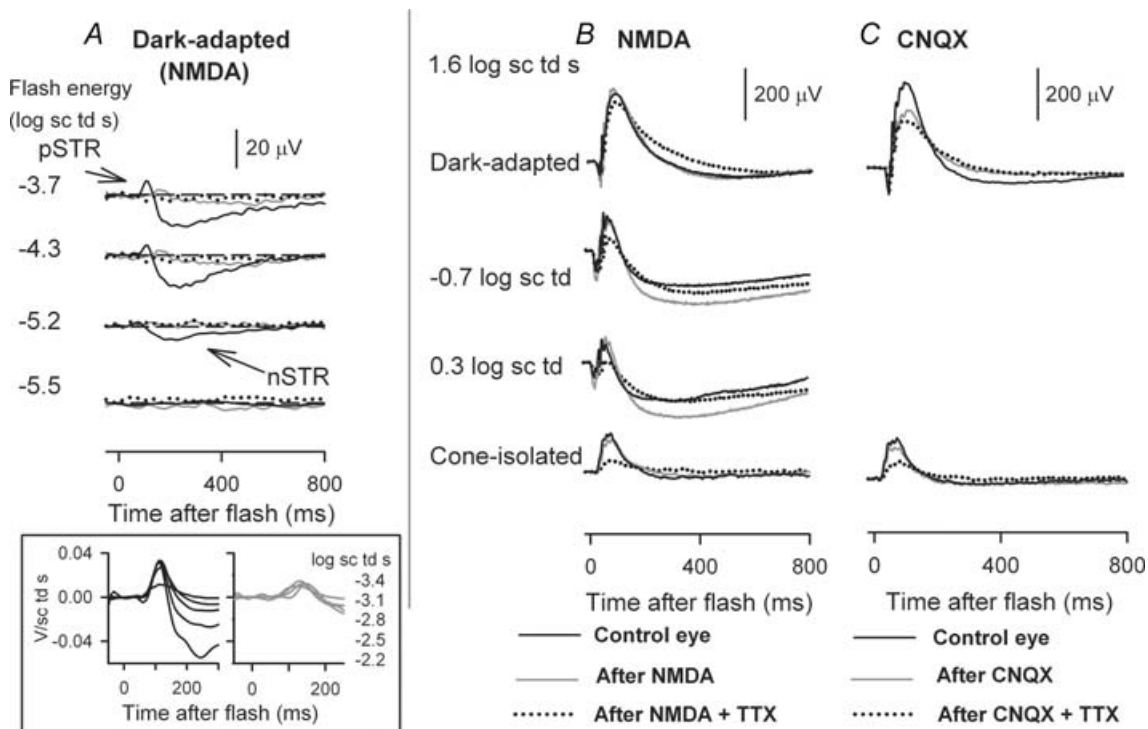 A Dark-adapted
(NMDA)
Flash energy
(log sc td s)
pSTR
20 μV
-3.7
-4.3
-5.2
nSTR
-5.5
0 400 800
Time after flash (ms)
V/sc td s
0.04
0.00
-0.04
log sc td s
-3.4
-3.1
-2.8
-2.5
-2.2
0 200
0 200
Time after flash (ms)
B NMDA
C CNQX
1.6 log sc td s
200 μV
200 μV
Dark-adapted
-0.7 log sc td
0.3 log sc td
Cone-isolated
0 400 800
0 400 800
Time after flash (ms)
Time after flash (ms)
Control eye
After NMDA
After NMDA + TTX
Control eye
After CNQX
After CNQX + TTX